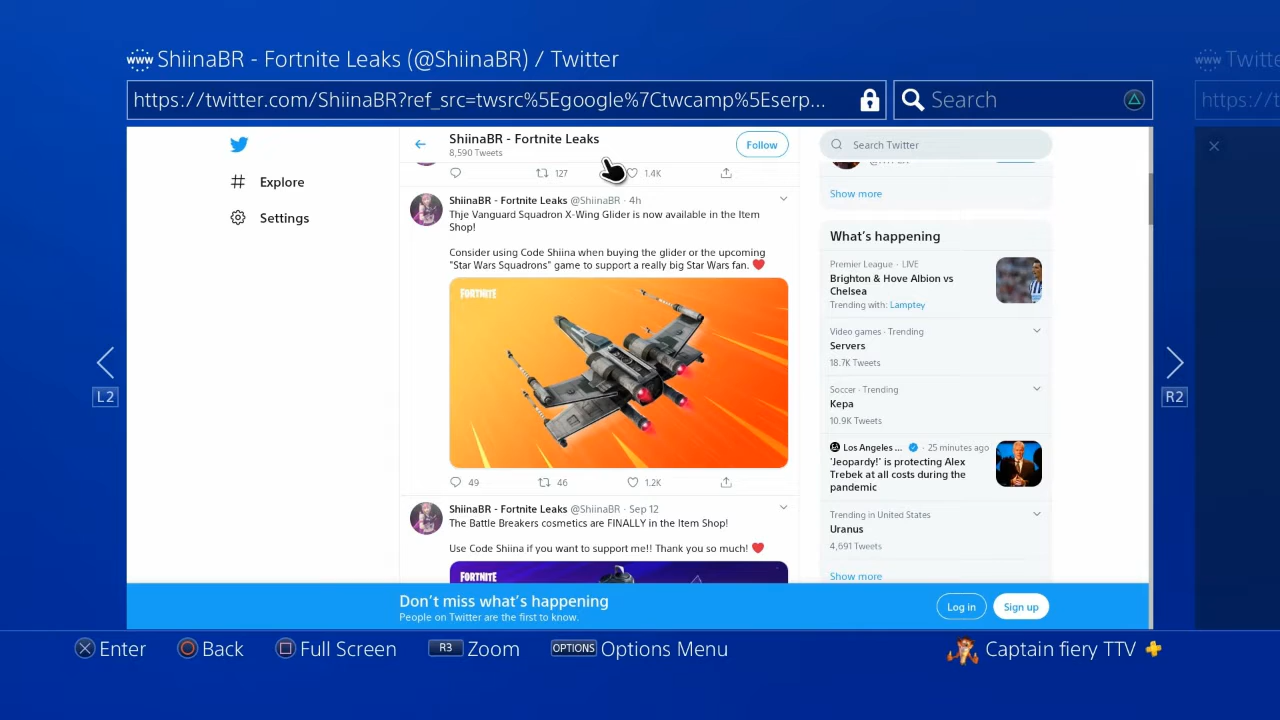 www ShiinaBR - Fortnite Leaks (@ShiinaBR) / Twitter
https://twitter.com/ShiinaBR?ref_src=twsrc%5Egoogle%7Ctwcamp%5Eserp...
Search
www Twitte
https://t
ShiinaBR - Fortnite Leaks
8,590 Tweets
Follow
Explore
Settings
127
1.4K
ShiinaBR - Fortnite Leaks @ShiinaBR · 4h
Thje Vanguard Squadron X-Wing Glider is now available in the Item
Shop!
Consider using Code Shiina when buying the glider or the upcoming
"Star Wars Squadrons" game to support a really big Star Wars fan. ❤️
FORTNITE
49
46
1.2K
ShiinaBR - Fortnite Leaks @ShiinaBR · Sep 12
The Battle Breakers cosmetics are FINALLY in the Item Shop!
Use Code Shiina if you want to support me!! Thank you so much! ❤️
FORTNITE
Search Twitter
Show more
What's happening
Premier League · LIVE
Brighton & Hove Albion vs
Chelsea
Trending with: Lamptey
Video games · Trending
Servers
18.7K Tweets
Soccer · Trending
Kepa
10.9K Tweets
Los Angeles ... · 25 minutes ago
'Jeopardy!' is protecting Alex
Trebek at all costs during the
pandemic
Trending in United States
Uranus
4,691 Tweets
Show more
L2
R2
Don't miss what's happening
People on Twitter are the first to know.
Log in
Sign up
Enter
Back
Full Screen
R3 Zoom
OPTIONS Options Menu
Captain fiery TTV